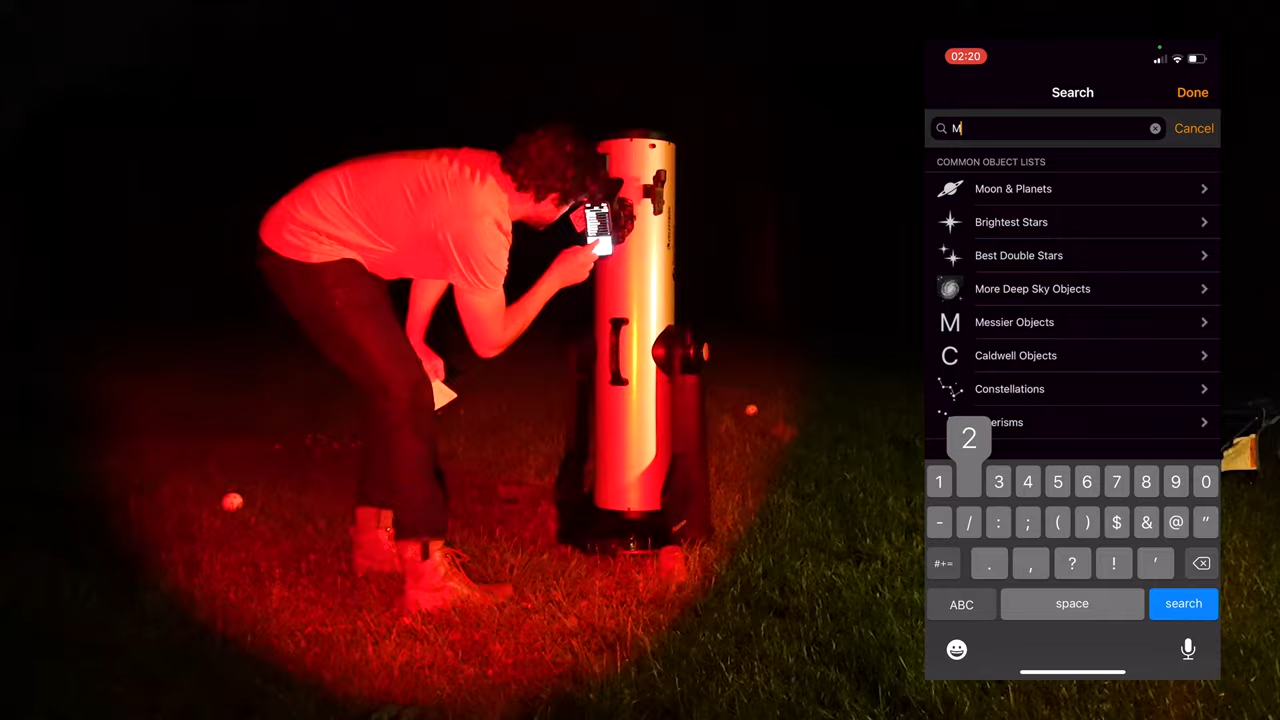 02:20
Search
Done
M
Cancel
COMMON OBJECT LISTS
Moon & Planets
Brightest Stars
Best Double Stars
More Deep Sky Objects
M
Messier Objects
C
Caldwell Objects
Constellations
erisms
2
1 3 4 5 6 7 8 9 0
- / : ; ( ) $ & @ "
#+= . , ? ! '
ABC space search